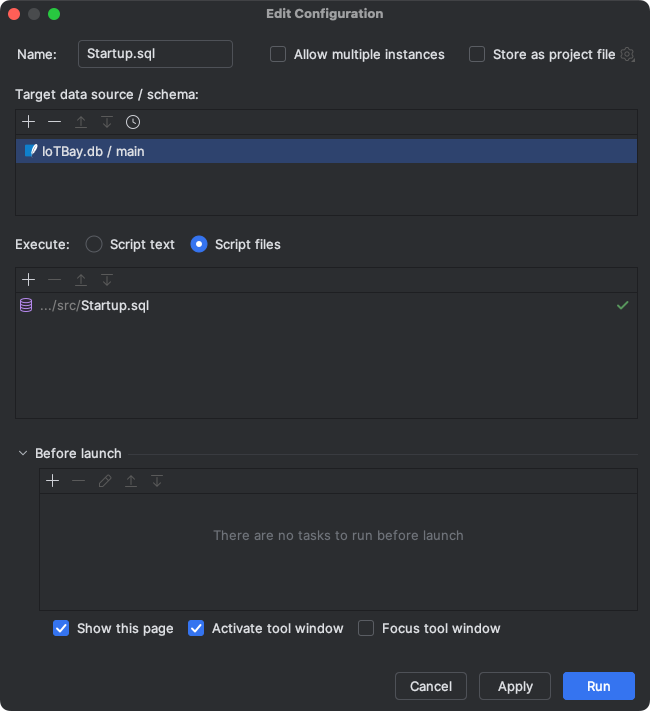 Edit Configuration
Name: Startup.sql Allow multiple instances Store as project file
Target data source / schema:
IoTBay.db / main
Execute: Script text Script files
.../src/Startup.sql
Before launch
There are no tasks to run before launch
Show this page Activate tool window Focus tool window
Cancel Apply Run